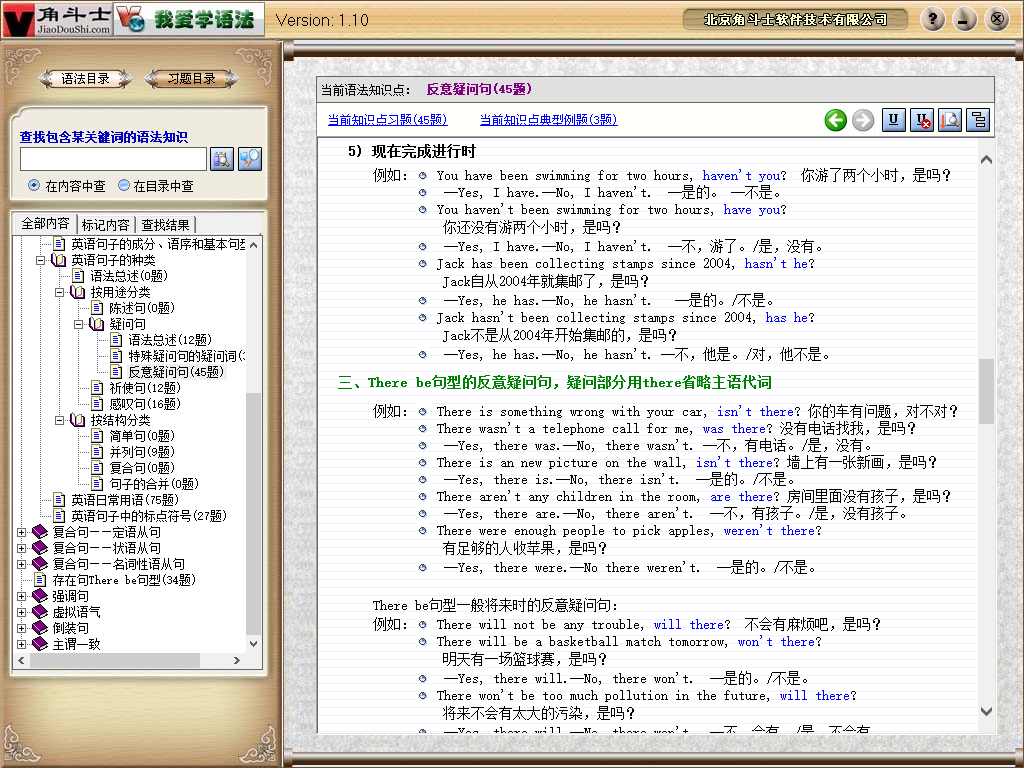 角斗士
JiaoDouShi.com
我爱学语法
Version: 1.10
北京角斗士软件技术有限公司
语法目录
习题目录
查找包含某关键词的语法知识
在内容中查
在目录中查
全部内容
标记内容
查找结果
英语句子的成分、语序和基本句型
英语句子的种类
语法总述(0题)
按用途分类
陈述句(0题)
疑问句
语法总述(12题)
特殊疑问句的疑问词(
反意疑问句(45题)
祈使句(12题)
感叹句(16题)
按结构分类
简单句(0题)
并列句(9题)
复合句(0题)
句子的合并(0题)
英语日常用语(75题)
英语句子中的标点符号(27题)
复合句——定语从句
复合句——状语从句
复合句——名词性语从句
存在句There be句型(34题)
强调句
虚拟语气
倒装句
主谓一致
当前语法知识点: 反意疑问句(45题)
当前知识点习题(45题)
当前知识点典型例题(3题)
5) 现在完成进行时
例如: You have been swimming for two hours, haven't you? 你游了两个小时，是吗?
—Yes, I have.—No, I haven't. —是的。 —不是。
You haven't been swimming for two hours, have you?
你还没有游两个小时，是吗?
—Yes, I have.—No, I haven't. —不，游了。/是，没有。
Jack has been collecting stamps since 2004, hasn't he?
Jack自从2004年就集邮了，是吗?
—Yes, he has.—No, he hasn't. —是的。/不是。
Jack hasn't been collecting stamps since 2004, has he?
Jack不是从2004年开始集邮的，是吗?
—Yes, he has.—No, he hasn't. —不，他是。/对，他不是。
三、There be句型的反意疑问句，疑问部分用there省略主语代词
例如: There is something wrong with your car, isn't there? 你的车有问题，对不对?
There wasn't a telephone call for me, was there? 没有电话找我，是吗?
—Yes, there was.—No, there wasn't. —不，有电话。/是，没有。
There is an new picture on the wall, isn't there? 墙上有一张新画，是吗?
—Yes, there is.—No, there isn't. —是的。/不是。
There aren't any children in the room, are there? 房间里面没有孩子，是吗?
—Yes, there are.—No, there aren't. —不，有孩子。/是，没有孩子。
There were enough people to pick apples, weren't there?
有足够的人收苹果，是吗?
—Yes, there were.—No there weren't. —是的。/不是。
There be句型一般将来时的反意疑问句:
例如: There will not be any trouble, will there? 不会有麻烦吧，是吗?
There will be a basketball match tomorrow, won't there?
明天有一场篮球赛，是吗?
—Yes, there will.—No, there won't. —是的。/不是。
There won't be too much pollution in the future, will there?
将来不会有太大的污染，是吗?
—Yes, there will.—No, there won't. —不，会有。/是，不会有